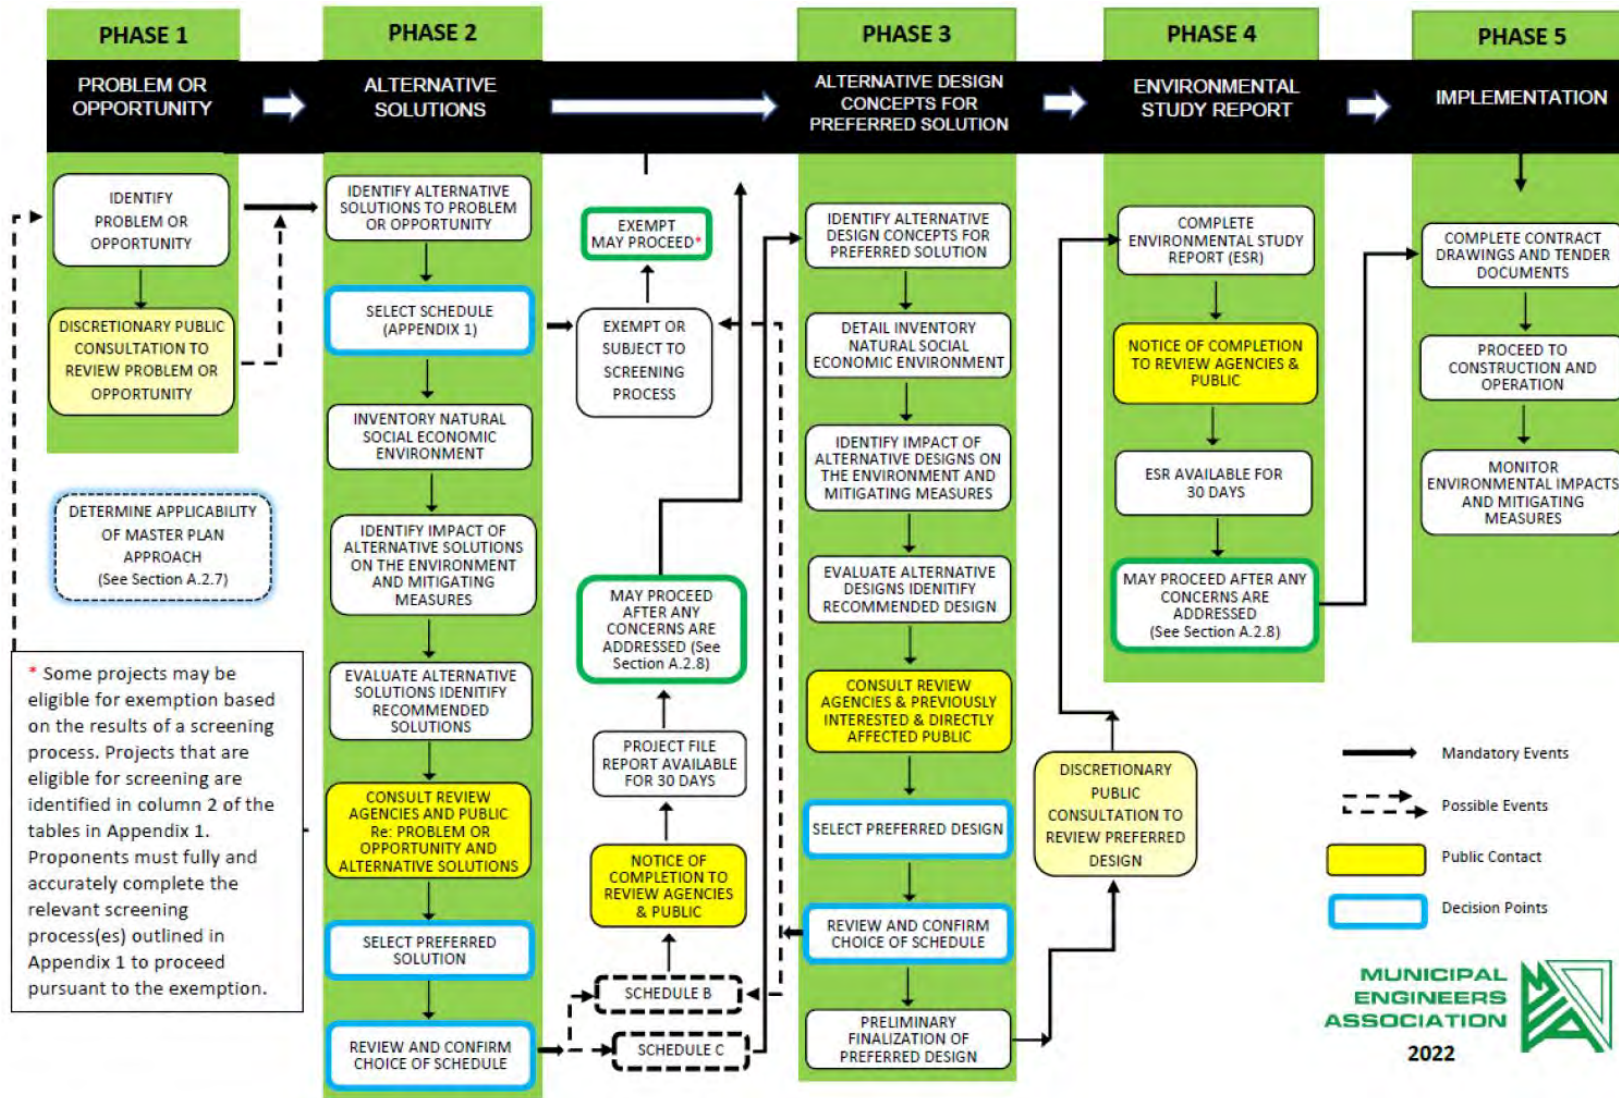 PHASE 1
PROBLEM OR
OPPORTUNITY
IDENTIFY
PROBLEM OR
OPPORTUNITY
DISCRETIONARY PUBLIC
CONSULTATION TO
REVIEW PROBLEM OR
OPPORTUNITY
DETERMINE APPLICABILITY
OF MASTER PLAN
APPROACH
(See Section A.2.7)
* Some projects may be
eligible for exemption based
on the results of a screening
process. Projects that are
eligible for screening are
identified in column 2 of the
tables in Appendix 1.
Proponents must fully and
accurately complete the
relevant screening
process(es) outlined in
Appendix 1 to proceed
pursuant to the exemption.
PHASE 2
ALTERNATIVE
SOLUTIONS
IDENTIFY ALTERNATIVE
SOLUTIONS TO PROBLEM
OR OPPORTUNITY
SELECT SCHEDULE
(APPENDIX 1)
INVENTORY NATURAL
SOCIAL ECONOMIC
ENVIRONMENT
IDENTIFY IMPACT OF
ALTERNATIVE SOLUTIONS
ON THE ENVIRONMENT
AND MITIGATING
MEASURES
EVALUATE ALTERNATIVE
SOLUTIONS IDENTIFY
RECOMMENDED
SOLUTIONS
CONSULT REVIEW
AGENCIES AND PUBLIC
Re: PROBLEM OR
OPPORTUNITY AND
ALTERNATIVE SOLUTIONS
SELECT PREFERRED
SOLUTION
REVIEW AND CONFIRM
CHOICE OF SCHEDULE
EXEMPT
MAY PROCEED*
EXEMPT OR
SUBJECT TO
SCREENING
PROCESS
MAY PROCEED
AFTER ANY
CONCERNS ARE
ADDRESSED (See
Section A.2.8)
PROJECT FILE
REPORT AVAILABLE
FOR 30 DAYS
NOTICE OF
COMPLETION TO
REVIEW AGENCIES
& PUBLIC
SCHEDULE B
SCHEDULE C
PHASE 3
ALTERNATIVE DESIGN
CONCEPTS FOR
PREFERRED SOLUTION
IDENTIFY ALTERNATIVE
DESIGN CONCEPTS FOR
PREFERRED SOLUTION
DETAIL INVENTORY
NATURAL SOCIAL
ECONOMIC ENVIRONMENT
IDENTIFY IMPACT OF
ALTERNATIVE DESIGNS ON
THE ENVIRONMENT AND
MITIGATING MEASURES
EVALUATE ALTERNATIVE
DESIGNS IDEINTIFY
RECOMMENDED DESIGN
CONSULT REVIEW
AGENCIES & PREVIOUSLY
INTERESTED & DIRECTLY
AFFECTED PUBLIC
SELECT PREFERRED DESIGN
REVIEW AND CONFIRM
CHOICE OF SCHEDULE
PRELIMINARY
FINALIZATION OF
PREFERRED DESIGN
DISCRETIONARY
PUBLIC
CONSULTATION TO
REVIEW PREFERRED
DESIGN
PHASE 4
ENVIRONMENTAL
STUDY REPORT
COMPLETE
ENVIRONMENTAL STUDY
REPORT (ESR)
NOTICE OF COMPLETION
TO REVIEW AGENCIES &
PUBLIC
ESR AVAILABLE FOR
30 DAYS
MAY PROCEED AFTER ANY
CONCERNS ARE
ADDRESSED
(See Section A.2.8)
PHASE 5
IMPLEMENTATION
COMPLETE CONTRACT
DRAWINGS AND TENDER
DOCUMENTS
PROCEED TO
CONSTRUCTION AND
OPERATION
MONITOR
ENVIRONMENTAL IMPACTS
AND MITIGATING
MEASURES
Mandatory Events
Possible Events
Public Contact
Decision Points
MUNICIPAL
ENGINEERS
ASSOCIATION
2022
MEA